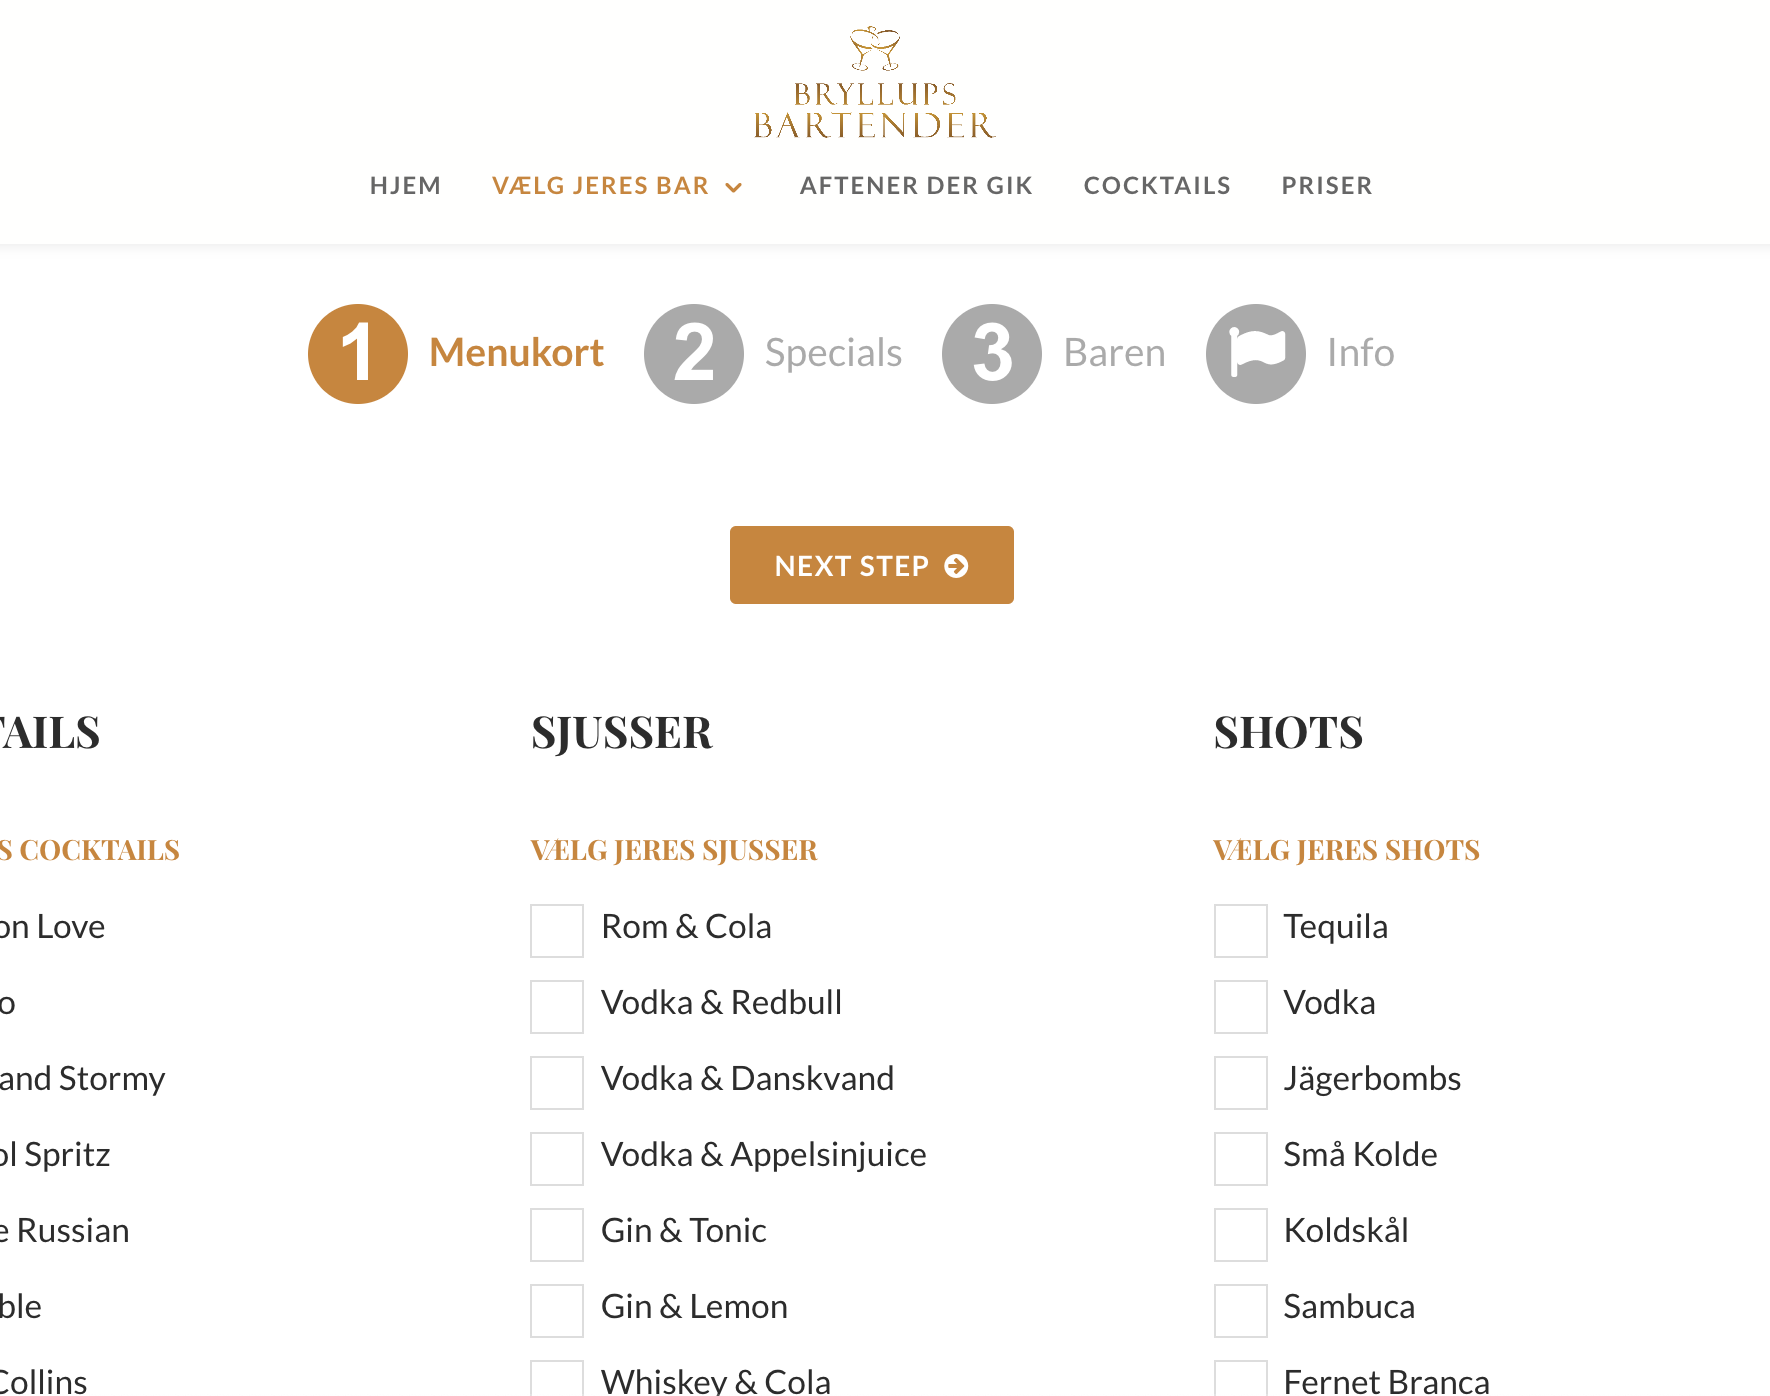 BRYLLUPS
BARTENDER
HJEM VÆLG JERES BAR AFTENER DER GIK COCKTAILS PRISER
1 Menukort 2 Specials 3 Baren Info
NEXT STEP
TAILS
S COCKTAILS
on Love
o
and Stormy
ol Spritz
e Russian
ble
Collins
SJUSSER
VÆLG JERES SJUSSER
Rom & Cola
Vodka & Redbull
Vodka & Danskvand
Vodka & Appelsinjuice
Gin & Tonic
Gin & Lemon
Whiskey & Cola
SHOTS
VÆLG JERES SHOTS
Tequila
Vodka
Jägerbombs
Små Kolde
Koldskål
Sambuca
Fernet Branca